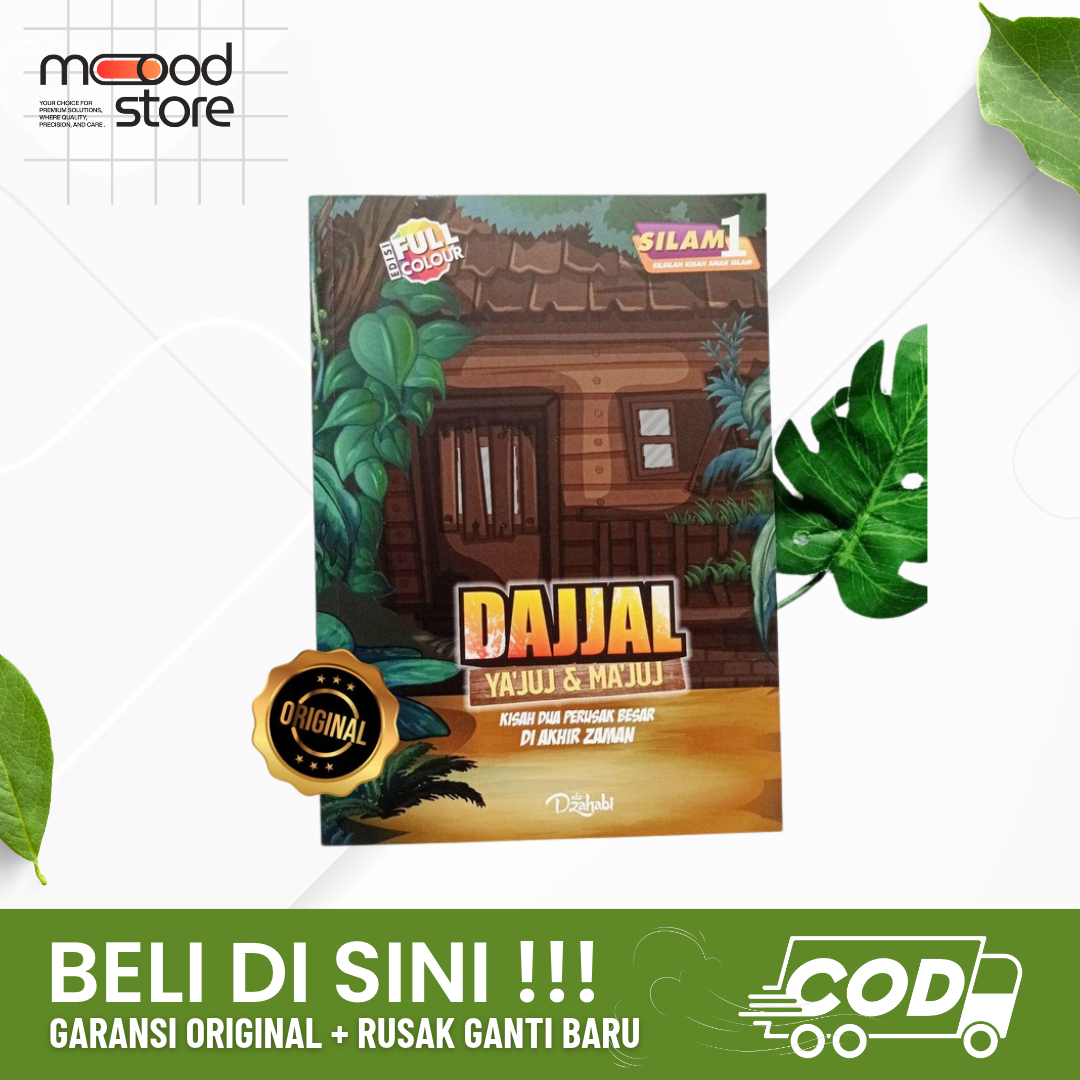 mood
store
YOUR CHOICE FOR
PREMIUM SOLUTIONS,
WHERE QUALITY,
PRECISION, AND CARE.
EDISI
FULL
COLOUR
SILAM 1
SILSILAH KISAH ANAK ISLAM
DAJJAL
YA'JUJ & MA'JUJ
KISAH DUA PERUSAK BESAR
DI AKHIR ZAMAN
Dzahabi
ORIGINAL
BELI DI SINI !!!
GARANSI ORIGINAL + RUSAK GANTI BARU
COD